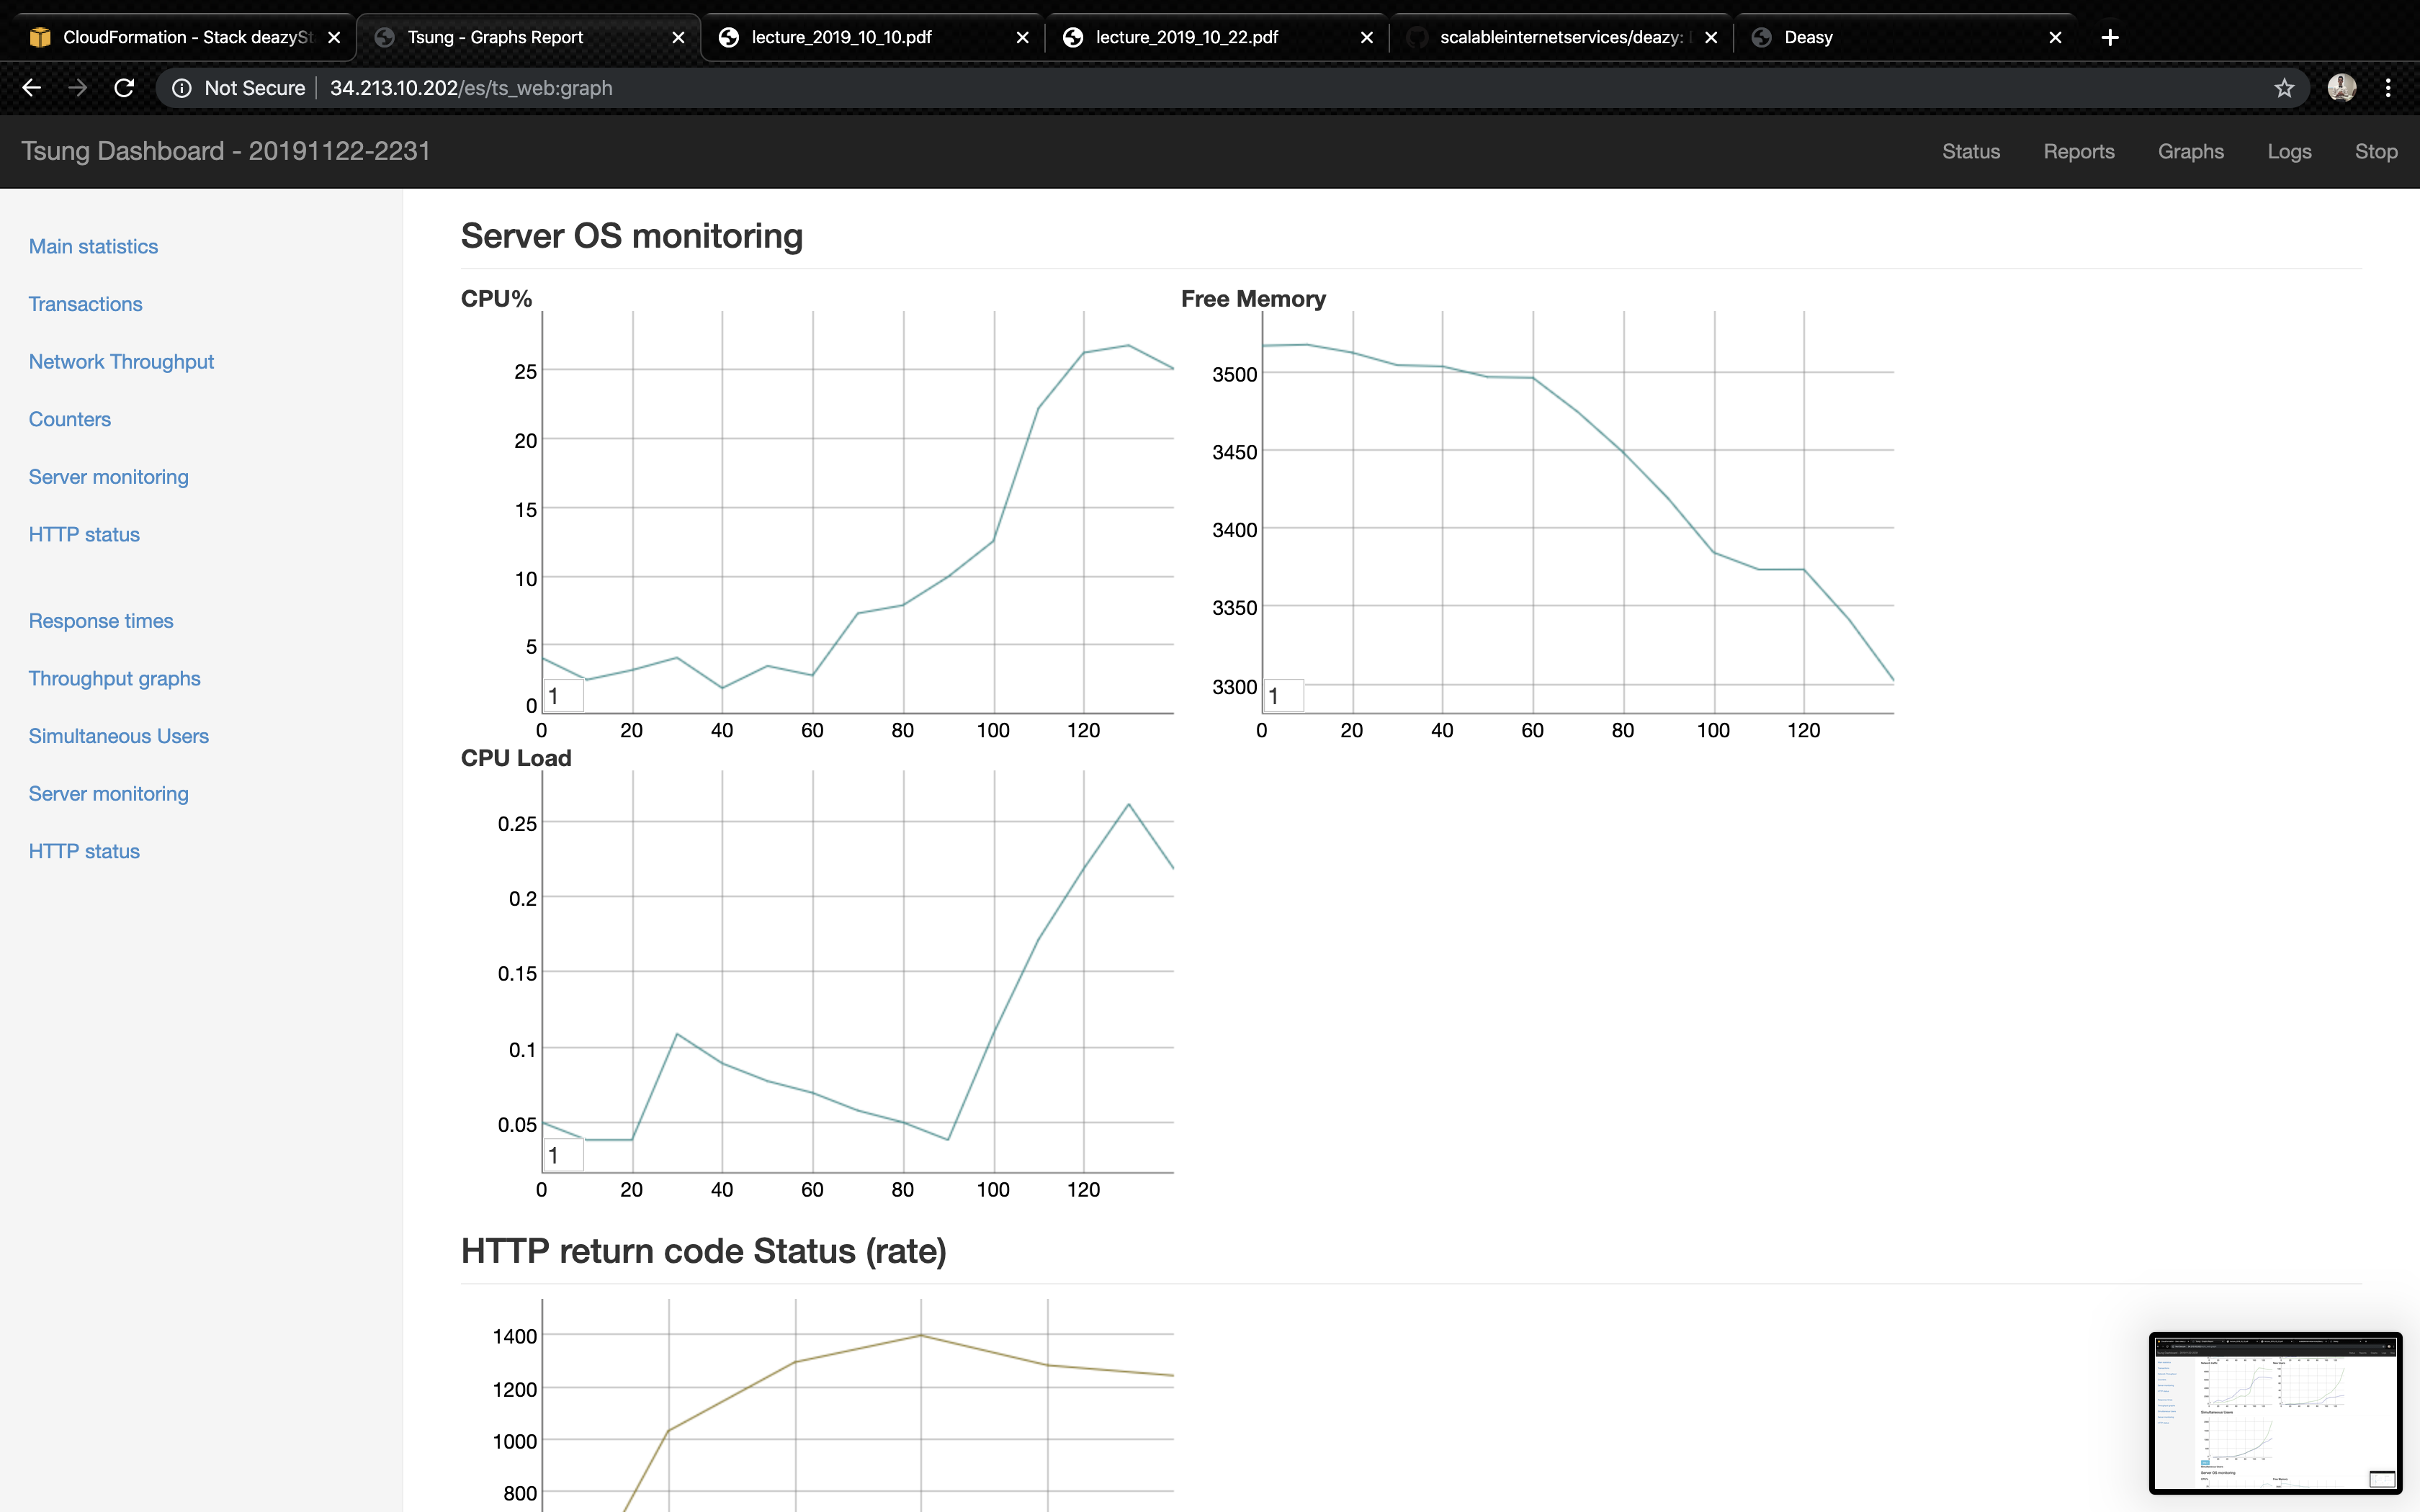 CloudFormation - Stack deazySt
Tsung - Graphs Report
lecture_2019_10_10.pdf
lecture_2019_10_22.pdf
scalableinternetservices/deazy:
Deasy
Not Secure
34.213.10.202/es/ts_web:graph
Tsung Dashboard - 20191122-2231
Status
Reports
Graphs
Logs
Stop
Main statistics
Transactions
Network Throughput
Counters
Server monitoring
HTTP status
Response times
Throughput graphs
Simultaneous Users
Server monitoring
HTTP status
Server OS monitoring
CPU%
25
20
15
10
5
0
1
0 20 40 60 80 100 120
Free Memory
3500
3450
3400
3350
3300
1
0 20 40 60 80 100 120
CPU Load
0.25
0.2
0.15
0.1
0.05
1
0 20 40 60 80 100 120
HTTP return code Status (rate)
1400
1200
1000
800